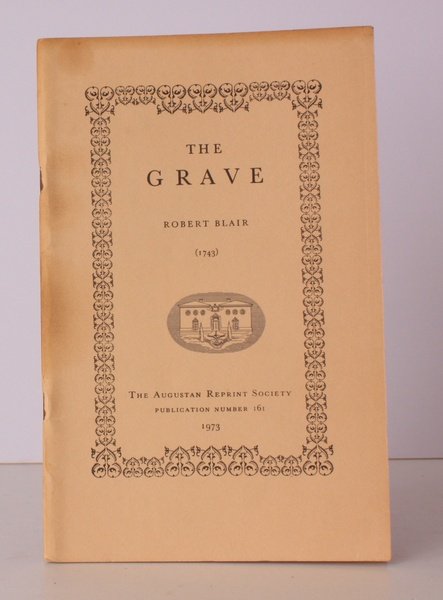 THE
GRAVE
ROBERT BLAIR
(1743)
THE AUGUSTAN REPRINT SOCIETY
PUBLICATION NUMBER 161
1973